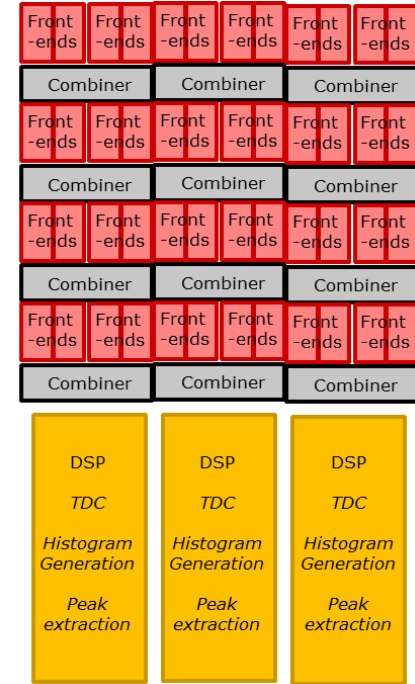 Front Front Front Front Front Front
-ends -ends -ends -ends -ends -ends
Combiner Combiner Combiner
Front Front Front Front Front Front
-ends -ends -ends -ends -ends -ends
Combiner Combiner Combiner
Front Front Front Front Front Front
-ends -ends -ends -ends -ends -ends
Combiner Combiner Combiner
Front Front Front Front Front Front
-ends -ends -ends -ends -ends -ends
Combiner Combiner Combiner
DSP DSP DSP
TDC TDC TDC
Histogram Histogram Histogram
Generation Generation Generation
Peak Peak Peak
extraction extraction extraction